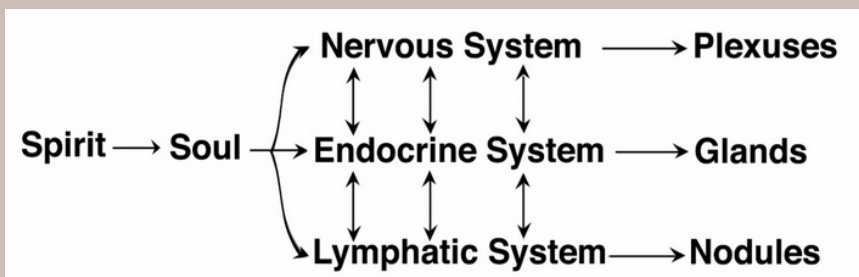 Nervous System → Plexuses
Spirit → Soul → Endocrine System → Glands
Lymphatic System → Nodules